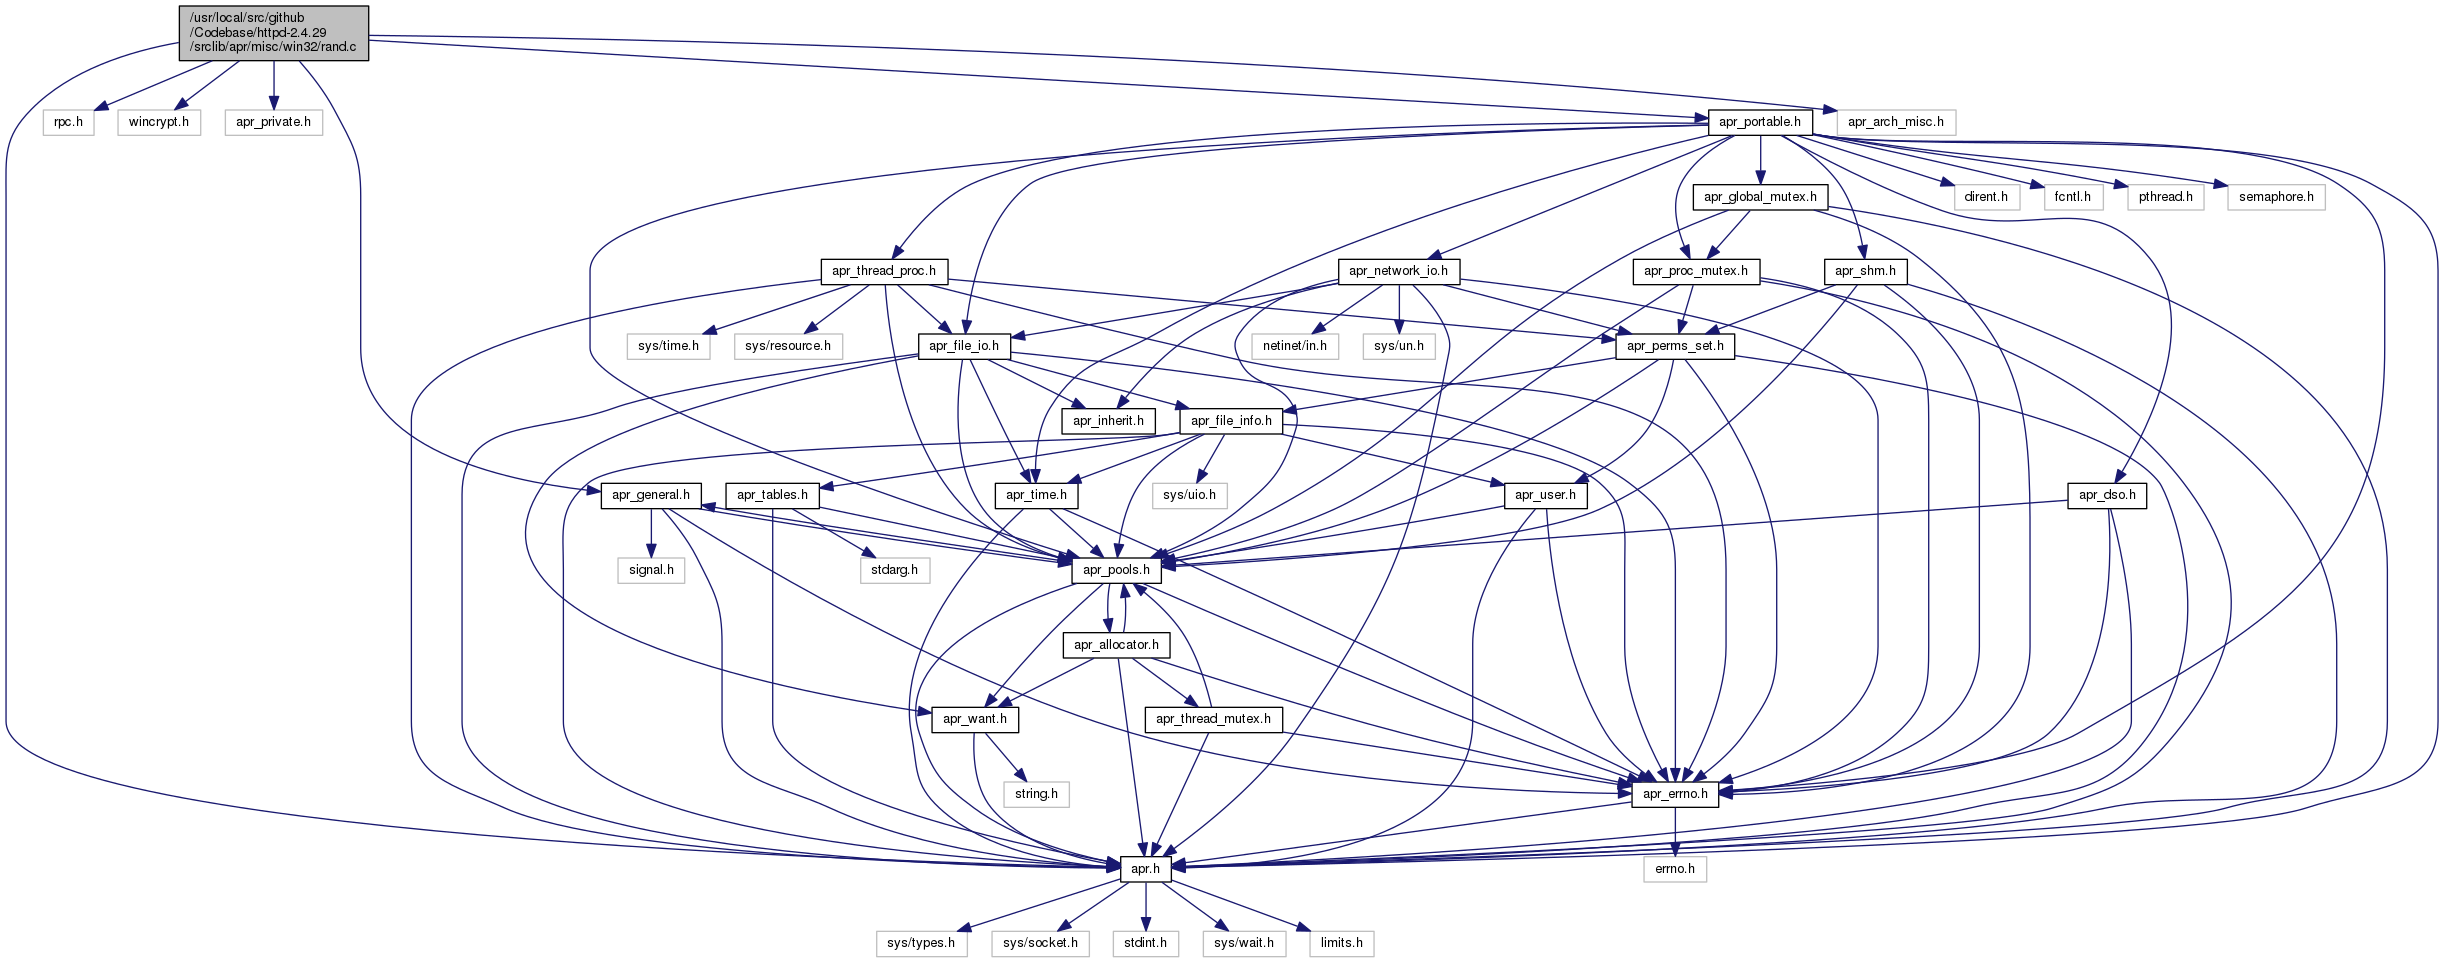 /usr/local/src/github
/Codebase/httpd-2.4.29
/srclib/apr/misc/win32/rand.c
rpc.h
wincrypt.h
apr_private.h
apr_portable.h
apr_arch_misc.h
apr_global_mutex.h
dirent.h
fcntl.h
pthread.h
semaphore.h
apr_thread_proc.h
apr_network_io.h
apr_proc_mutex.h
apr_shm.h
sys/time.h
sys/resource.h
apr_file_io.h
netinet/in.h
sys/un.h
apr_perms_set.h
apr_inherit.h
apr_file_info.h
apr_general.h
apr_tables.h
apr_time.h
sys/uio.h
apr_user.h
apr_dso.h
signal.h
stdarg.h
apr_pools.h
apr_allocator.h
apr_want.h
apr_thread_mutex.h
string.h
apr_errno.h
apr.h
errno.h
sys/types.h
sys/socket.h
stdint.h
sys/wait.h
limits.h